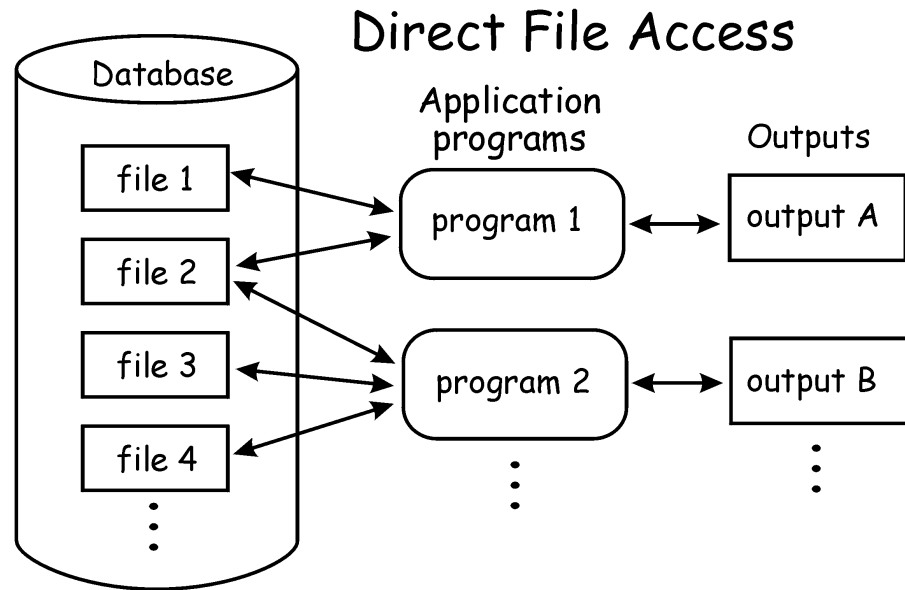 Direct File Access
Database
file 1
file 2
file 3
file 4
Application
programs
program 1
program 2
Outputs
output A
output B